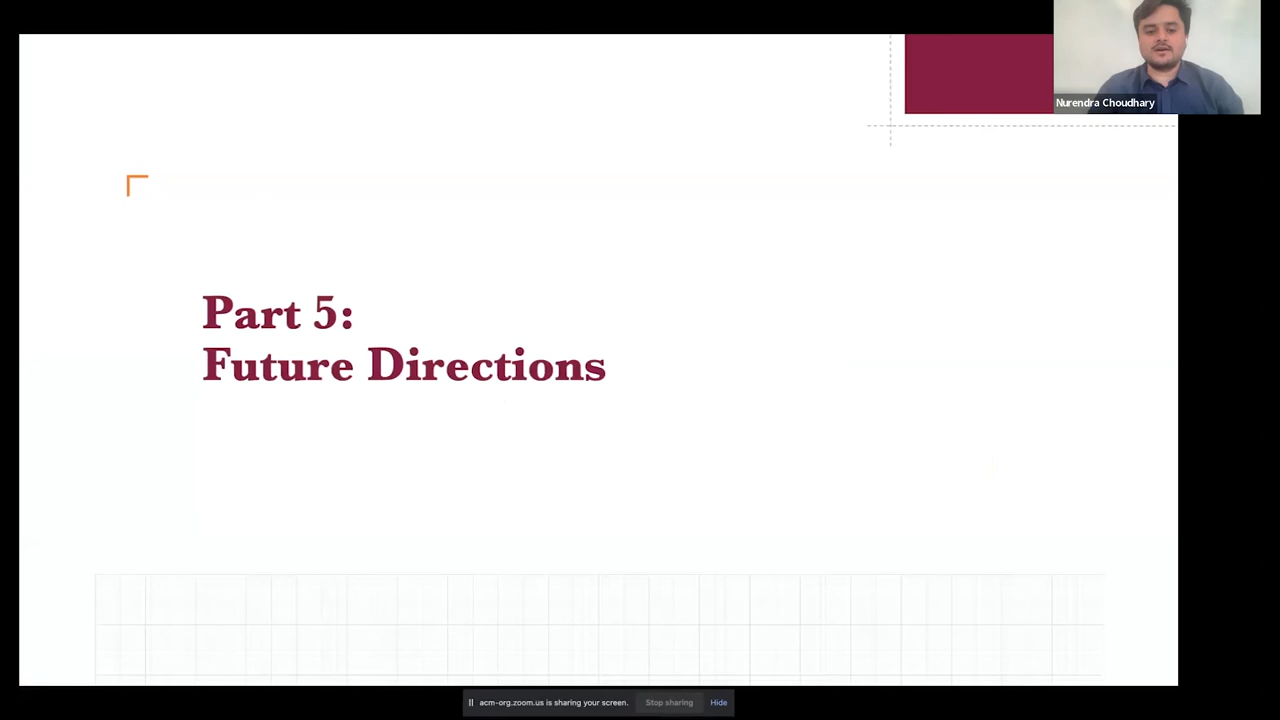 Nurendra Choudhary
Part 5:
Future Directions
acm-org.zoom.us is sharing your screen. Stop sharing Hide